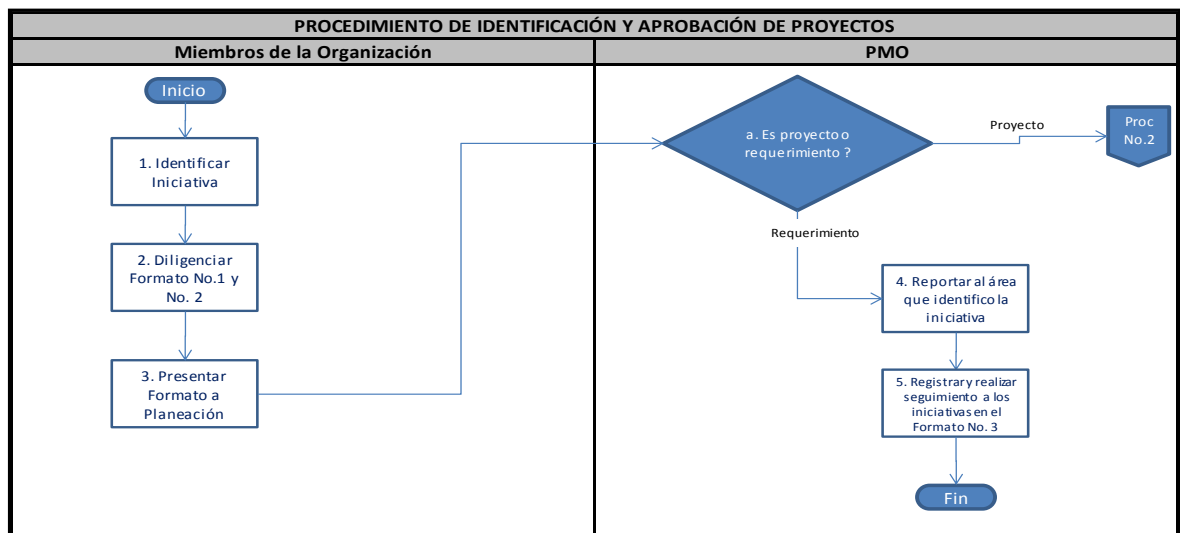 PROCEDIMIENTO DE IDENTIFICACIÓN Y APROBACIÓN DE PROYECTOS
Miembros de la Organización
PMO
Inicio
1. Identificar
Iniciativa
2. Diligenciar
Formato No.1 y
No. 2
3. Presentar
Formato a
Planeación
a. Es proyecto o
requerimiento ?
Proyecto
Proc
No.2
Requerimiento
4. Reportar al área
que identifico la
iniciativa
5. Registrar y realizar
seguimiento a los
iniciativas en el
Formato No. 3
Fin